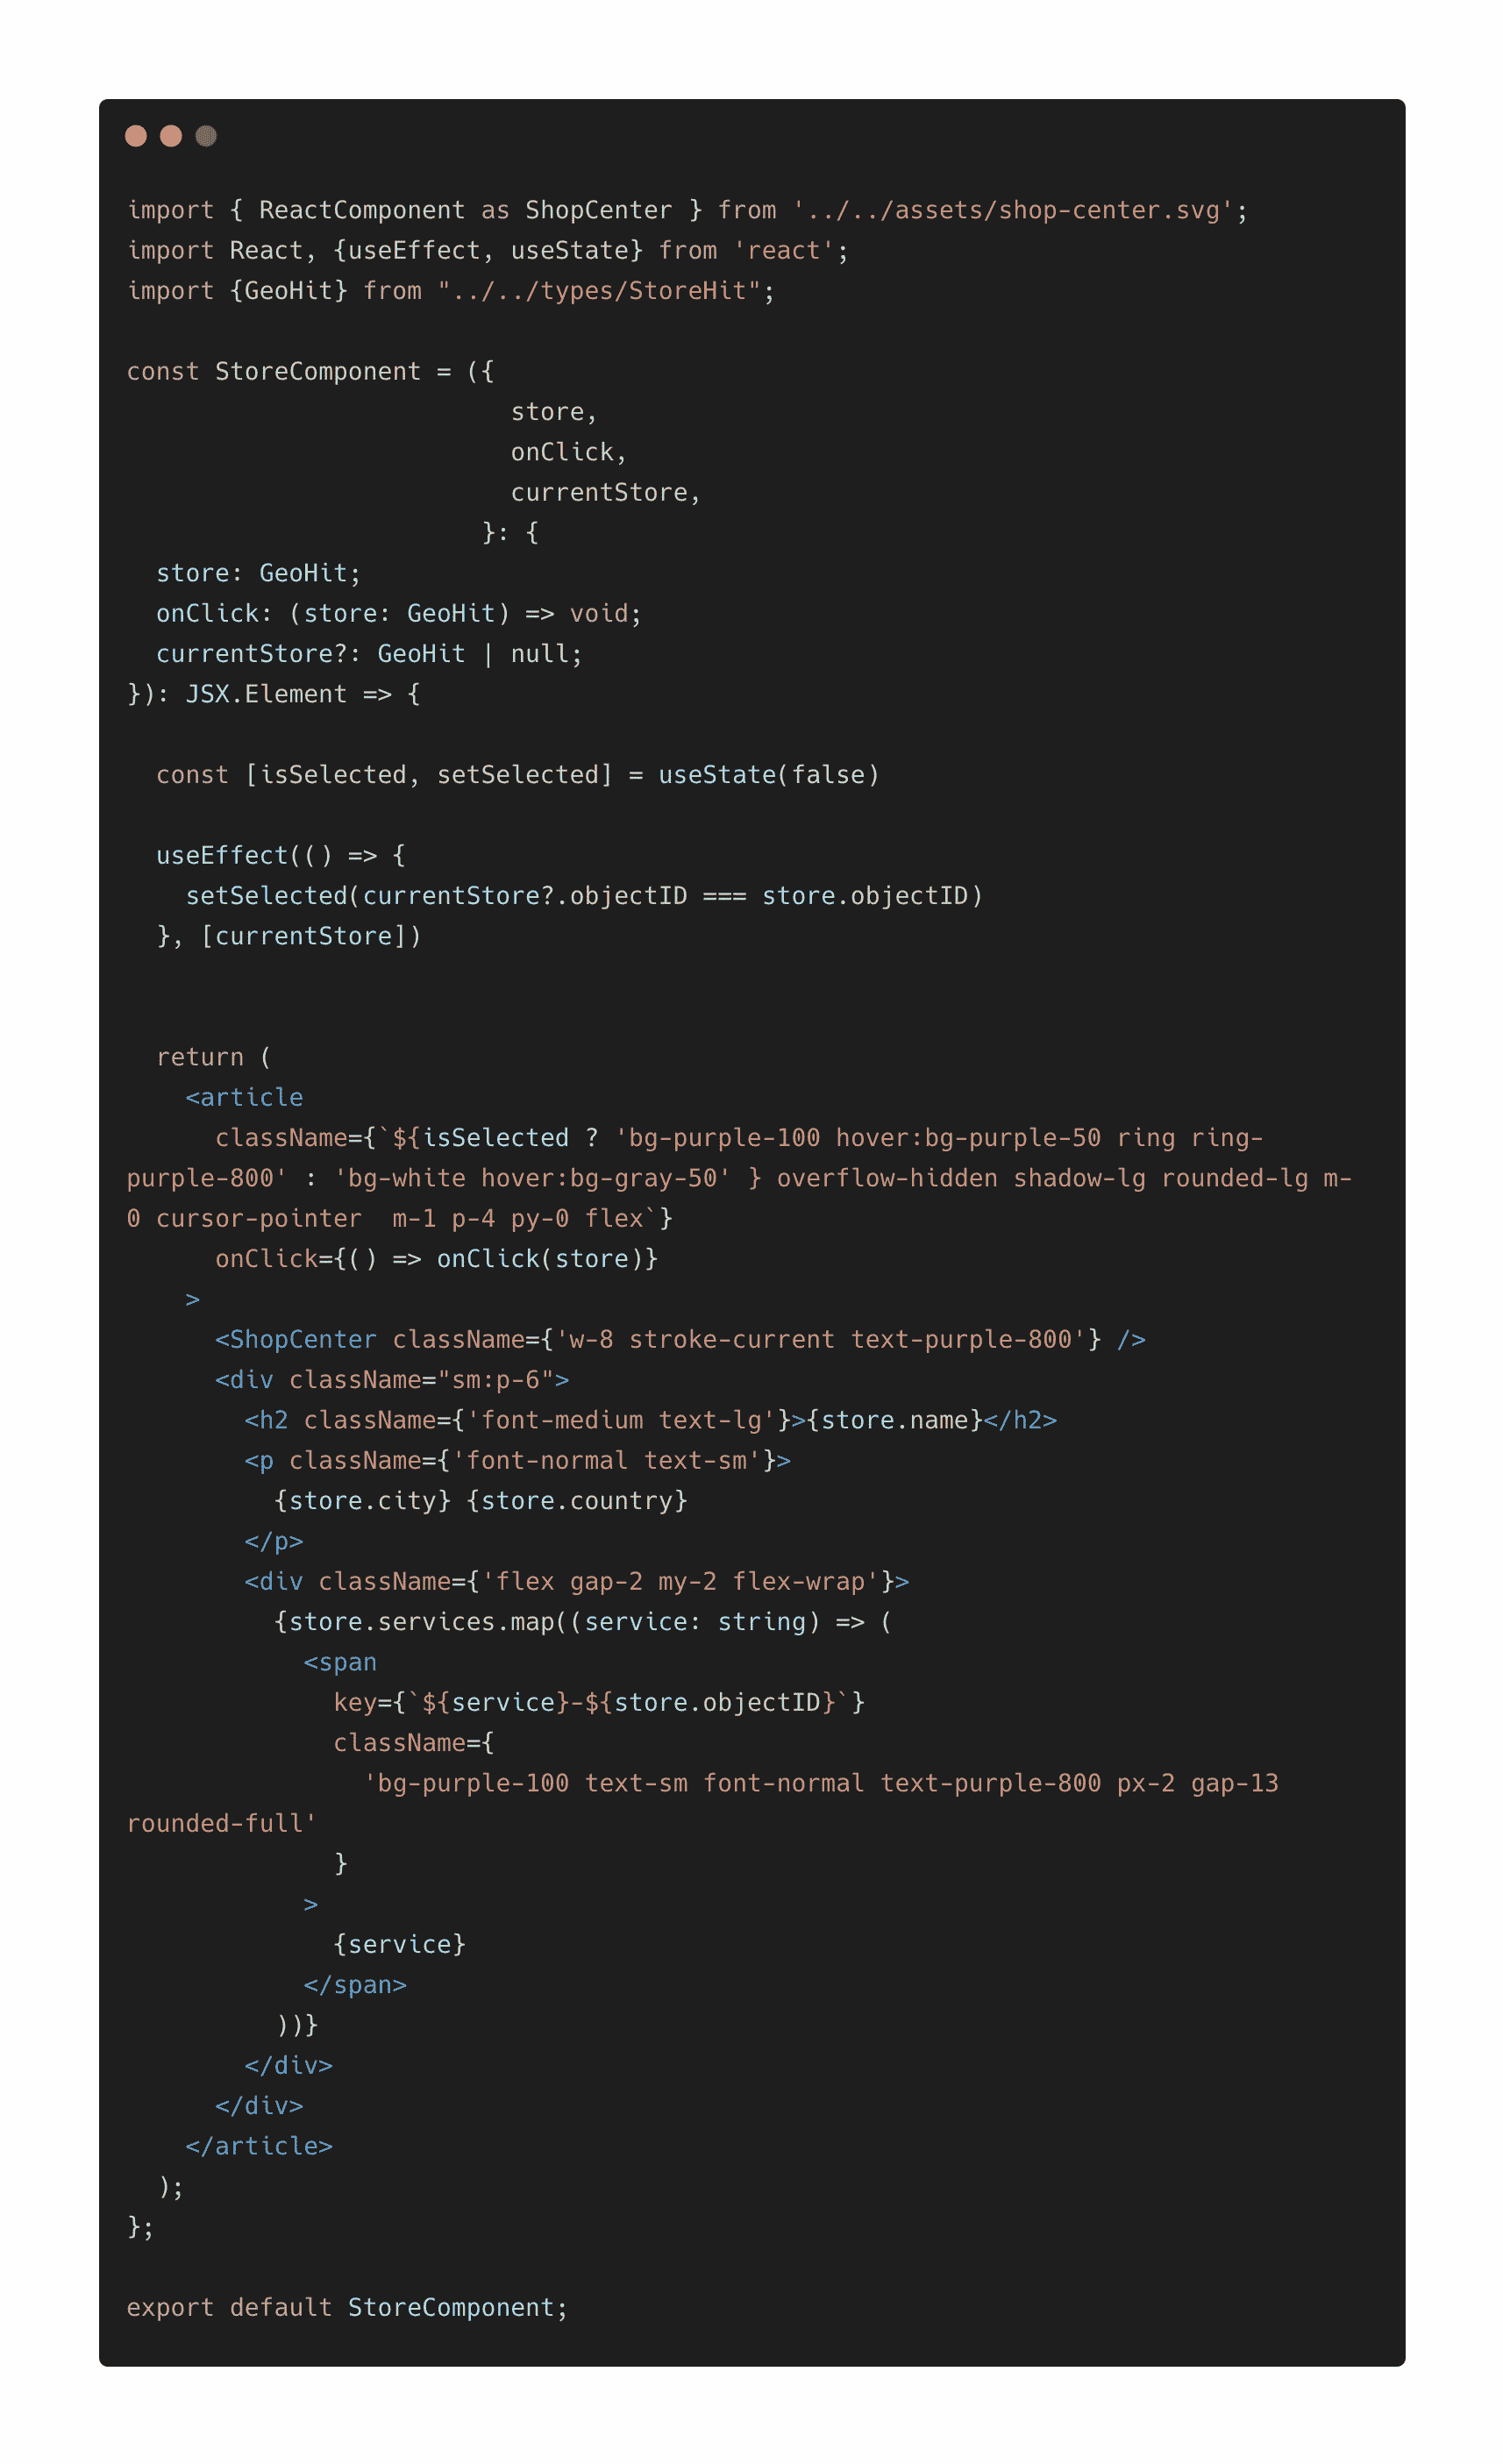 import { ReactComponent as ShopCenter } from '../../assets/shop-center.svg';
import React, {useEffect, useState} from 'react';
import {GeoHit} from "../../types/StoreHit";

const StoreComponent = ({
                          store,
                          onClick,
                          currentStore,
                        }: {
  store: GeoHit;
  onClick: (store: GeoHit) => void;
  currentStore?: GeoHit | null;
}): JSX.Element => {

  const [isSelected, setSelected] = useState(false)

  useEffect(() => {
    setSelected(currentStore?.objectID === store.objectID)
  }, [currentStore])


  return (
    <article
      className={`${isSelected ? 'bg-purple-100 hover:bg-purple-50 ring ring-
purple-800' : 'bg-white hover:bg-gray-50' } overflow-hidden shadow-lg rounded-lg m-
0 cursor-pointer  m-1 p-4 py-0 flex`}
      onClick={() => onClick(store)}
    >
      <ShopCenter className={'w-8 stroke-current text-purple-800'} />
      <div className="sm:p-6">
        <h2 className={'font-medium text-lg'}>{store.name}</h2>
        <p className={'font-normal text-sm'}>
          {store.city} {store.country}
        </p>
        <div className={'flex gap-2 my-2 flex-wrap'}>
          {store.services.map((service: string) => (
            <span
              key={`${service}-${store.objectID}`}
              className={
                'bg-purple-100 text-sm font-normal text-purple-800 px-2 gap-13
rounded-full'
              }
            >
              {service}
            </span>
          ))}
        </div>
      </div>
    </article>
  );
};

export default StoreComponent;